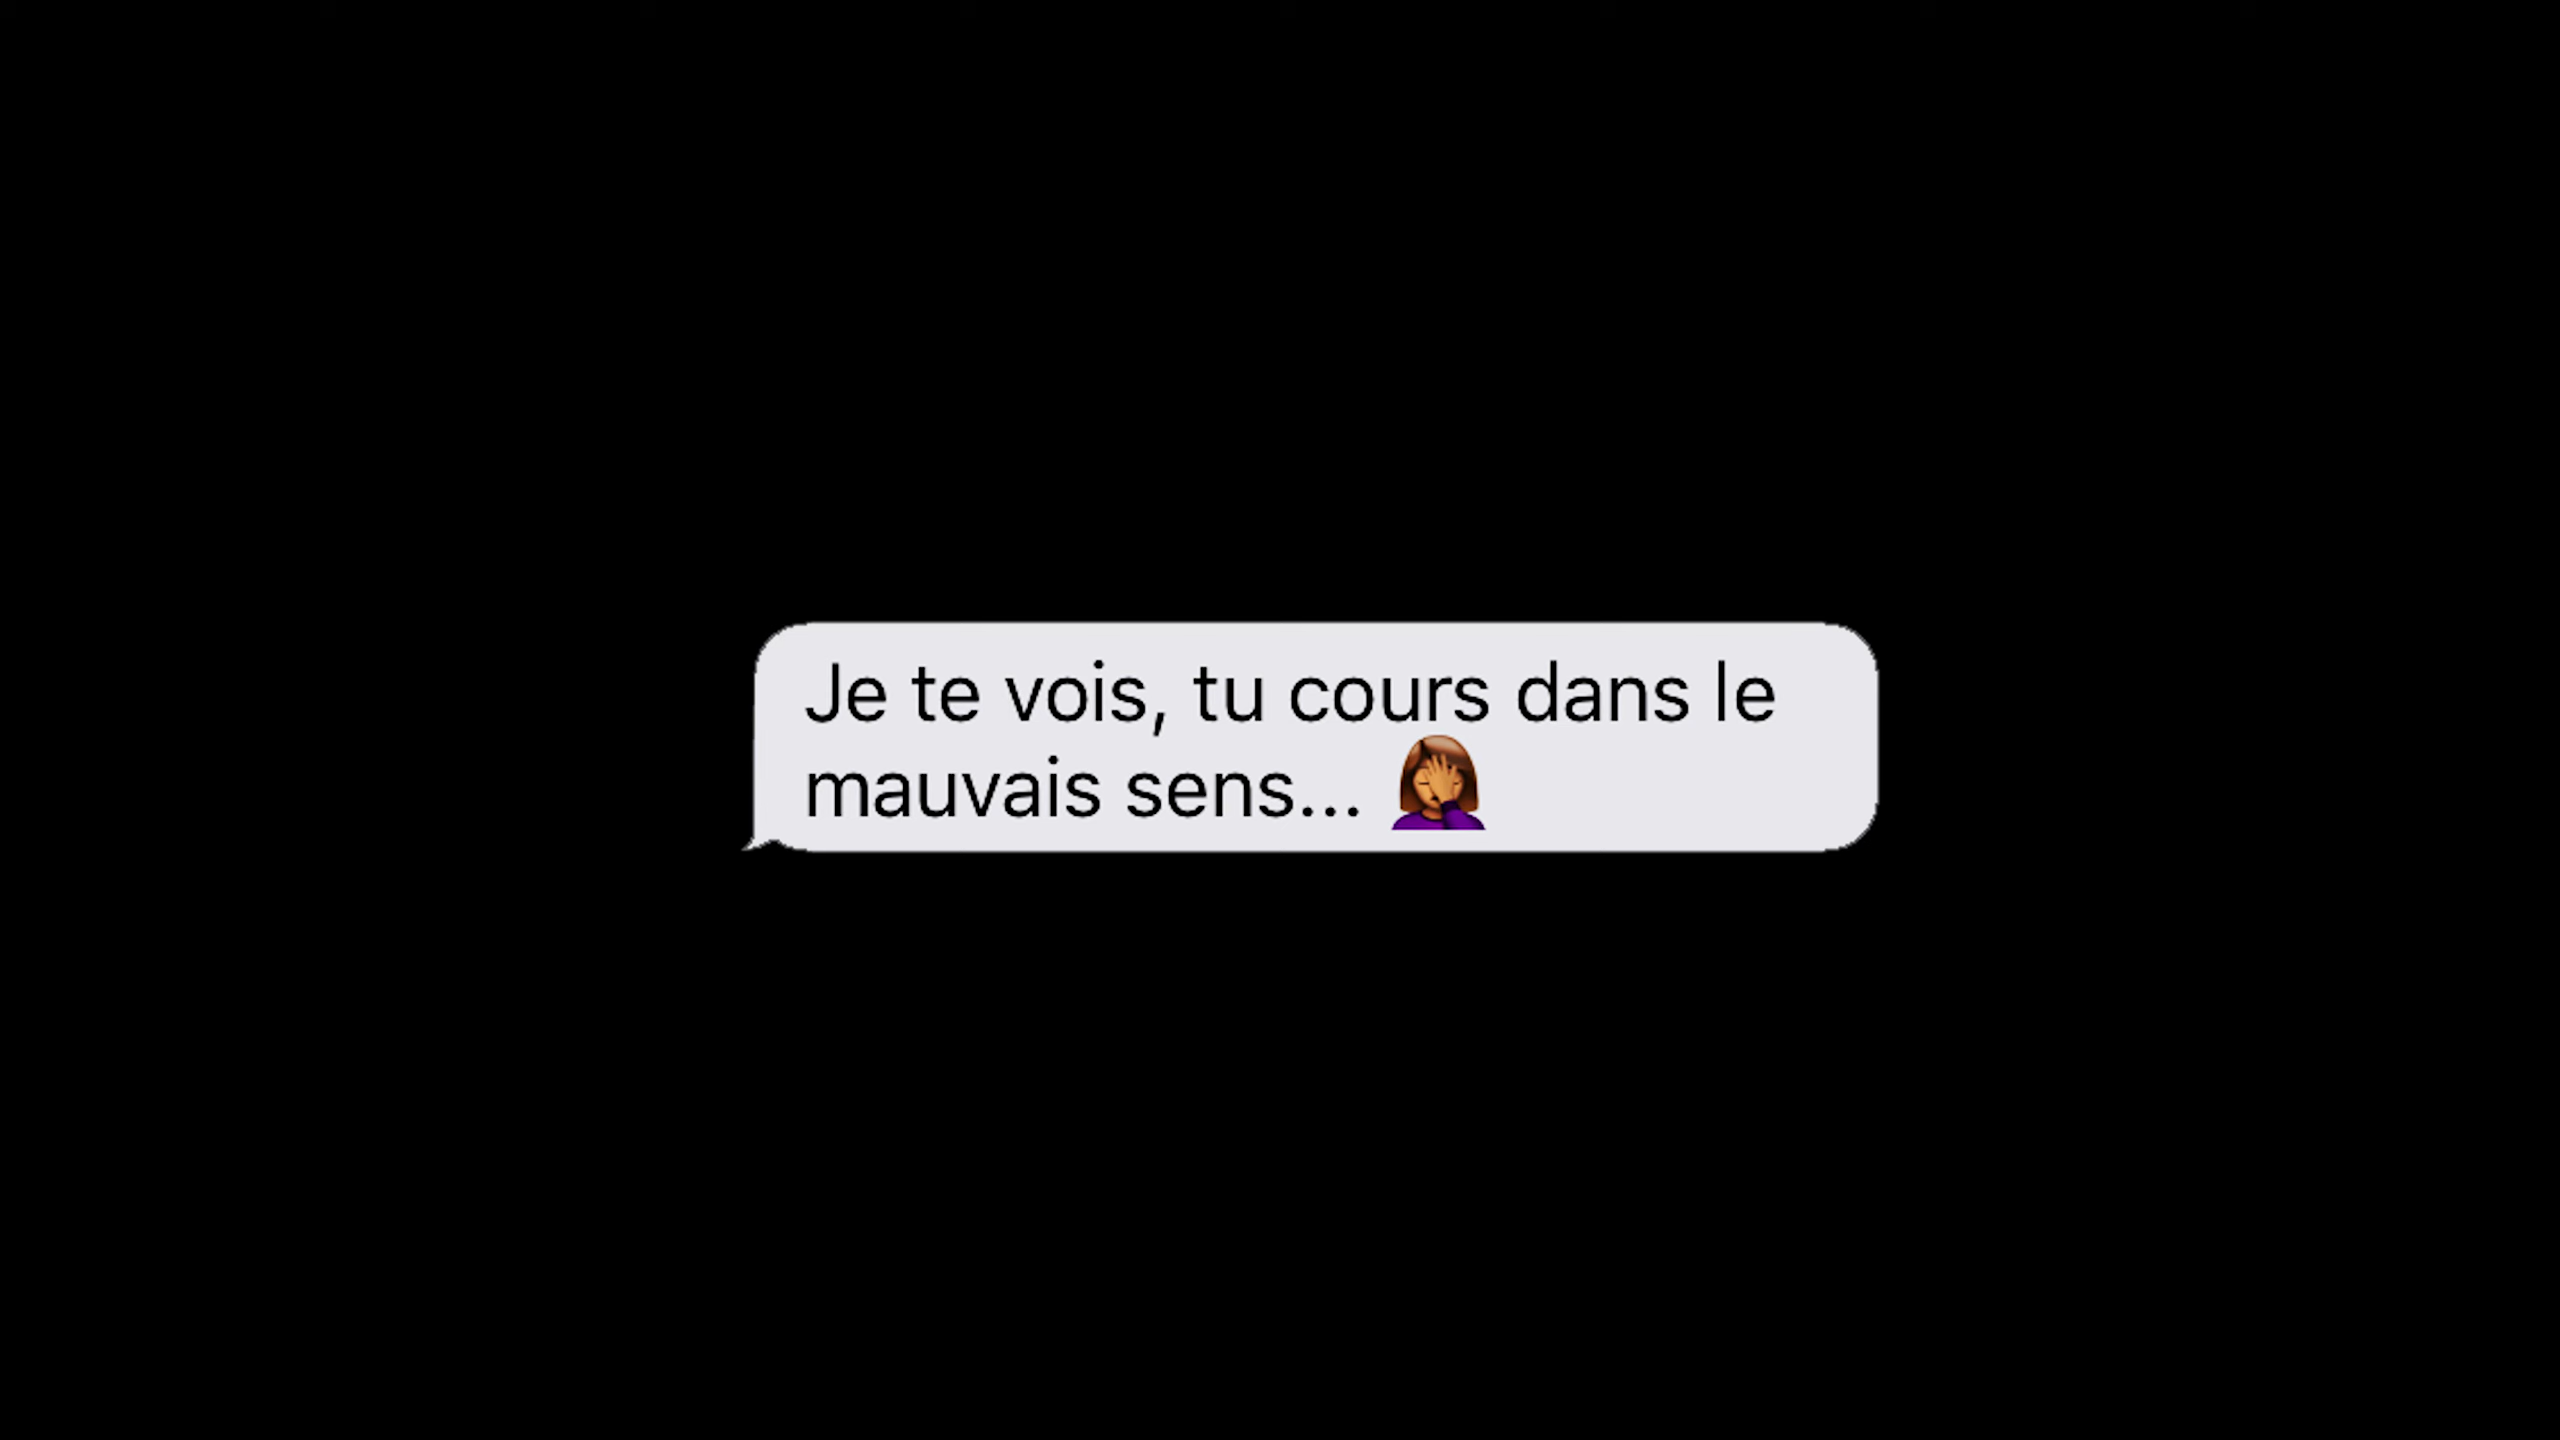 Je te vois, tu cours dans le
mauvais sens... 🤦🏾‍♀️